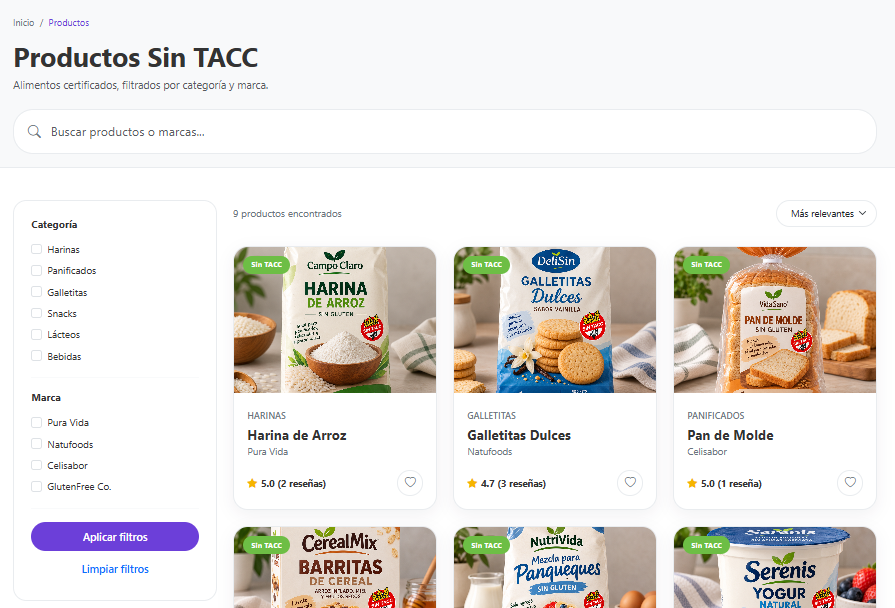 Inicio / Productos
Productos Sin TACC
Alimentos certificados, filtrados por categoría y marca.
Buscar productos o marcas...
Categoría
Harinas
Panificados
Galletitas
Snacks
Lácteos
Bebidas
Marca
Pura Vida
Natufoods
Celisabor
GlutenFree Co.
Aplicar filtros
Limpiar filtros
9 productos encontrados
Más relevantes
Sin TACC
Campo Claro
HARINA
DE ARROZ
SIN GLUTEN
HARINAS
Harina de Arroz
Pura Vida
5.0 (2 reseñas)
Sin TACC
DeliSin
GALLETITAS
Dulces
SABOR VAINILLA
GALLETITAS
Galletitas Dulces
Natufoods
4.7 (3 reseñas)
Sin TACC
VidaSana
PAN DE MOLDE
SIN GLUTEN
PANIFICADOS
Pan de Molde
Celisabor
5.0 (1 reseña)
Sin TACC
CerealMix
BARRITAS
DE CEREAL
Sin TACC
NutriVida
Mezcla para
Panqueques
SIN GLUTEN
Sin TACC
Serenis
YOGUR
NATURAL